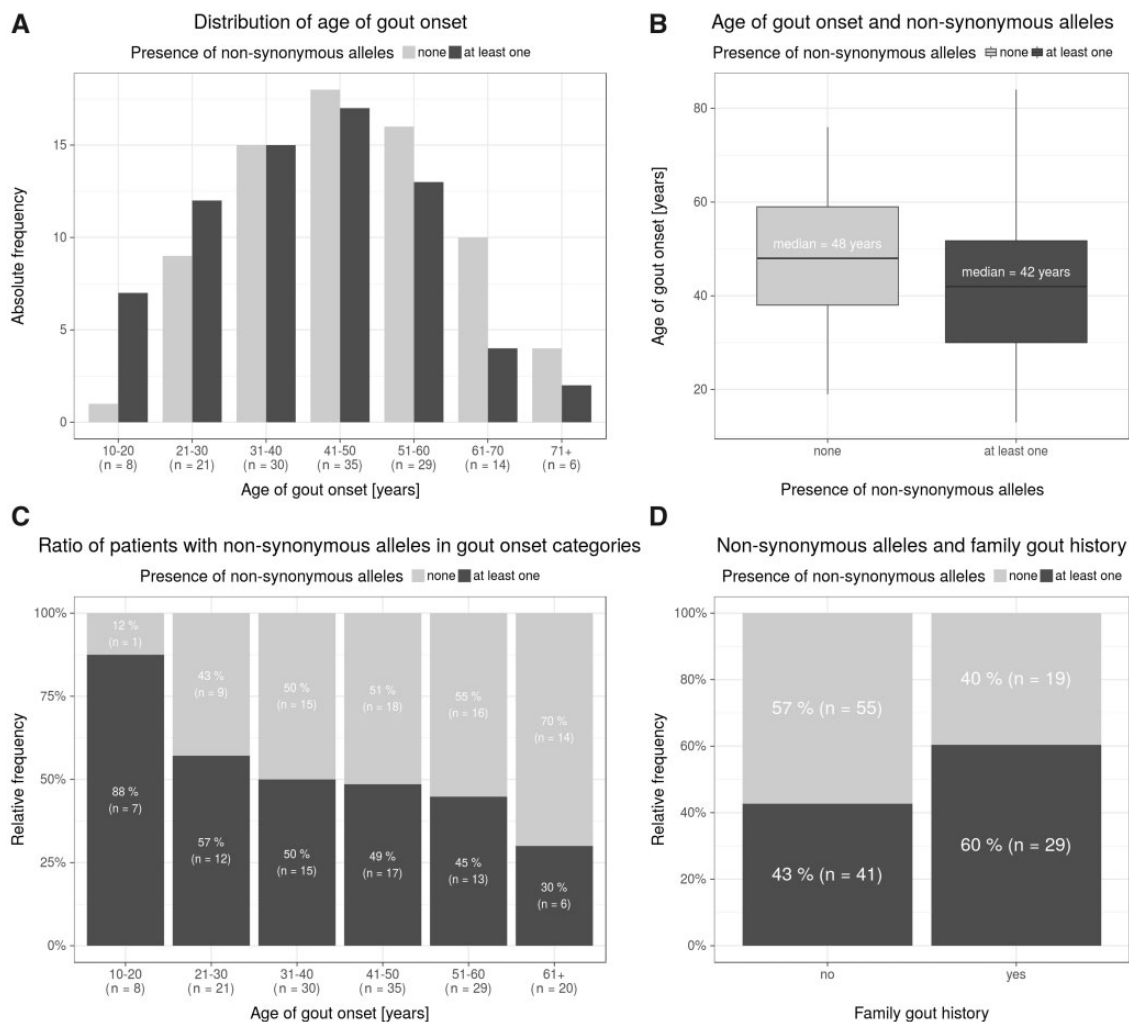 A
Distribution of age of gout onset
Presence of non-synonymous alleles none at least one
Absolute frequency
15
10
5
0
10-20 21-30 31-40 41-50 51-60 61-70 71+
(n = 8) (n = 21) (n = 30) (n = 35) (n = 29) (n = 14) (n = 6)
Age of gout onset [years]
B
Age of gout onset and non-synonymous alleles
Presence of non-synonymous alleles none at least one
Age of gout onset [years]
80
60
40
20
median = 48 years
median = 42 years
none at least one
Presence of non-synonymous alleles
C
Ratio of patients with non-synonymous alleles in gout onset categories
Presence of non-synonymous alleles none at least one
Relative frequency
100%
75%
50%
25%
0%
12 %
(n = 1)
88 %
(n = 7)
43 %
(n = 9)
57 %
(n = 12)
50 %
(n = 15)
50 %
(n = 15)
51 %
(n = 18)
49 %
(n = 17)
55 %
(n = 16)
45 %
(n = 13)
70 %
(n = 14)
30 %
(n = 6)
10-20 21-30 31-40 41-50 51-60 61+
(n = 8) (n = 21) (n = 30) (n = 35) (n = 29) (n = 20)
Age of gout onset [years]
D
Non-synonymous alleles and family gout history
Presence of non-synonymous alleles none at least one
Relative frequency
100%
80%
60%
40%
20%
0%
57 % (n = 55)
43 % (n = 41)
40 % (n = 19)
60 % (n = 29)
no yes
Family gout history